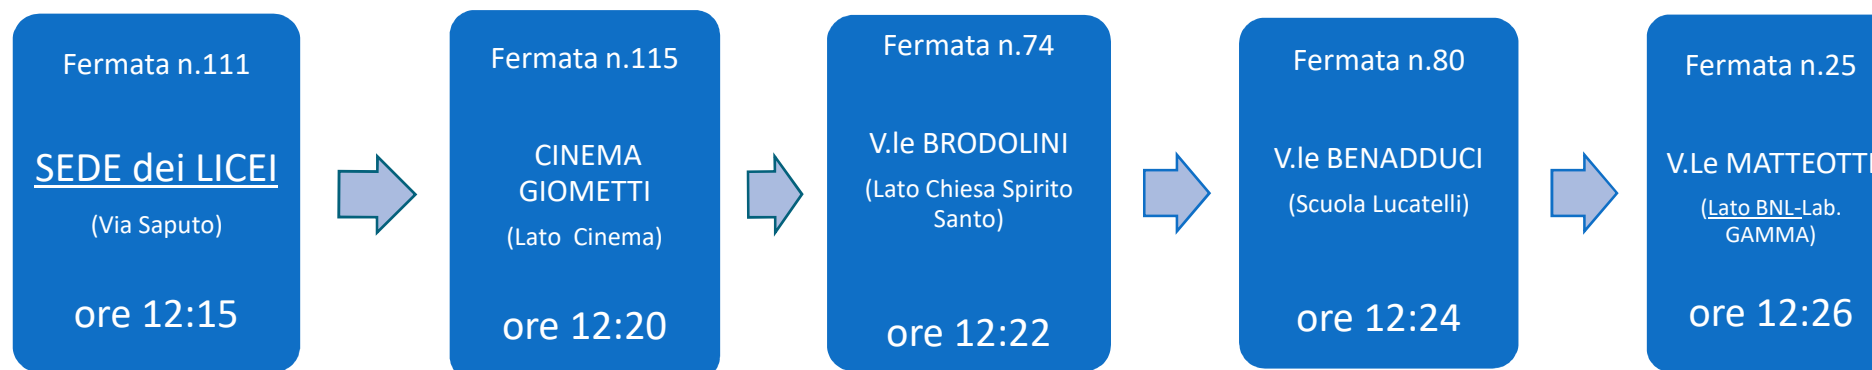 Fermata n.111
SEDE dei LICEI
(Via Saputo)
ore 12:15
Fermata n.115
CINEMA
GIOMETTI
(Lato Cinema)
ore 12:20
Fermata n.74
V.le BRODOLINI
(Lato Chiesa Spirito
Santo)
ore 12:22
Fermata n.80
V.le BENADDUCI
(Scuola Lucatelli)
ore 12:24
Fermata n.25
V.Le MATTEOTTI
(Lato BNL-Lab.
GAMMA)
ore 12:26